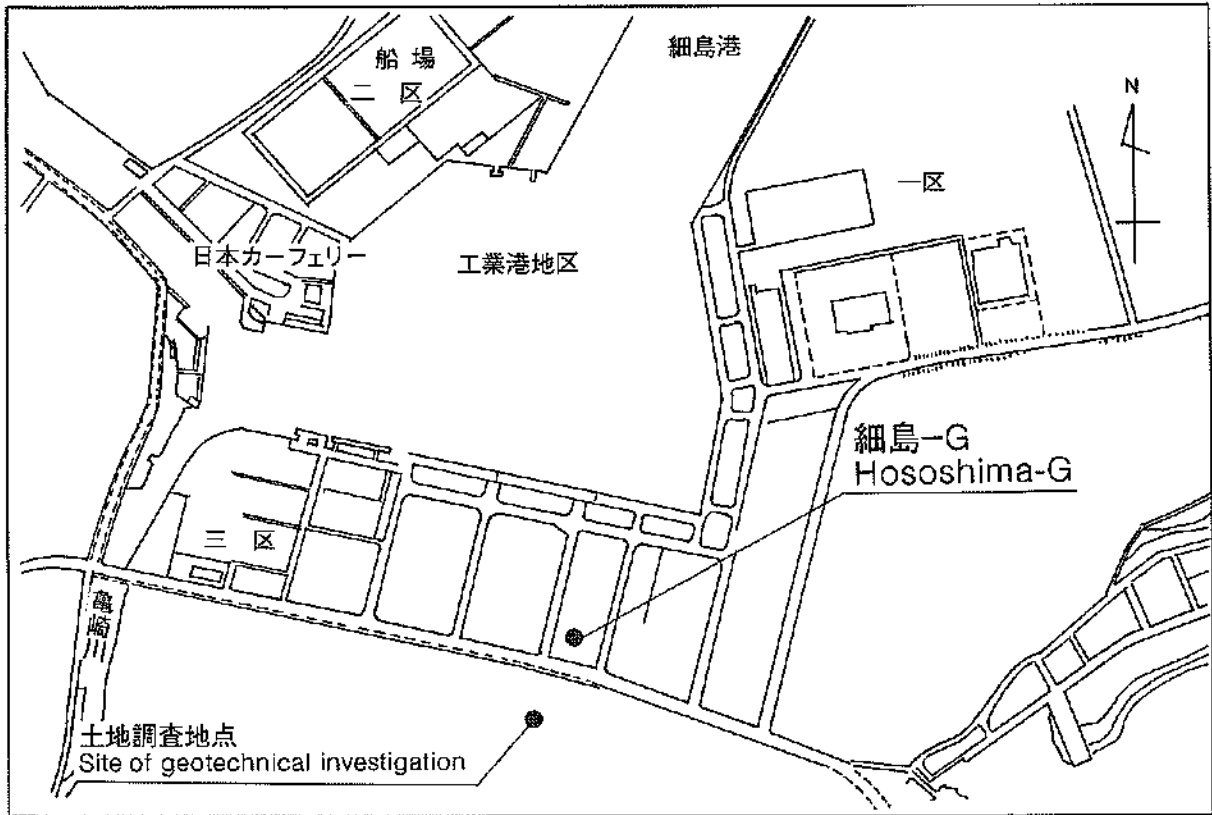 細島港
船場
二区
N
一区
日本カーフェリー
工業港地区
細島-G
Hososhima-G
三区
亀崎川
土地調査地点
Site of geotechnical investigation